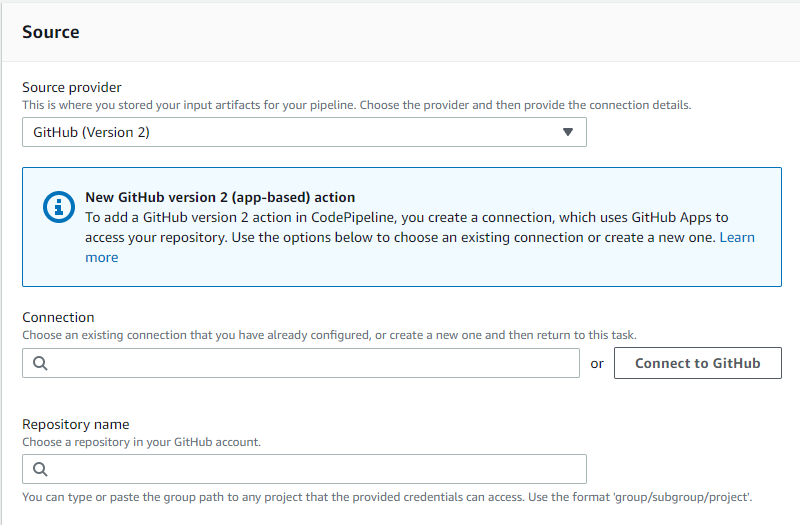 Source
Source provider
This is where you stored your input artifacts for your pipeline. Choose the provider and then provide the connection details.
GitHub (Version 2)
New GitHub version 2 (app-based) action
To add a GitHub version 2 action in CodePipeline, you create a connection, which uses GitHub Apps to
access your repository. Use the options below to choose an existing connection or create a new one. Learn
more
Connection
Choose an existing connection that you have already configured, or create a new one and then return to this task.
or Connect to GitHub
Repository name
Choose a repository in your GitHub account.
You can type or paste the group path to any project that the provided credentials can access. Use the format 'group/subgroup/project'.